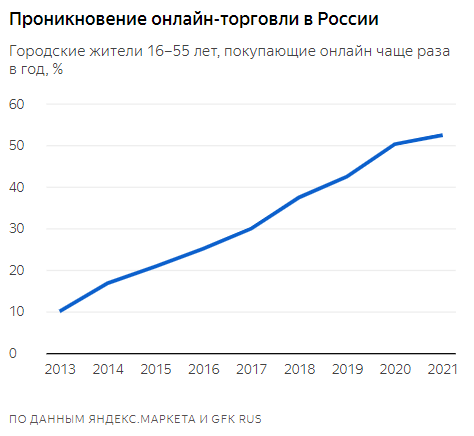 Проникновение онлайн-торговли в России
Городские жители 16–55 лет, покупающие онлайн чаще раза
в год, %
60
50
40
30
20
10
0
2013 2014 2015 2016 2017 2018 2019 2020 2021
ПО ДАННЫМ ЯНДЕКС.МАРКЕТА И GFK RUS